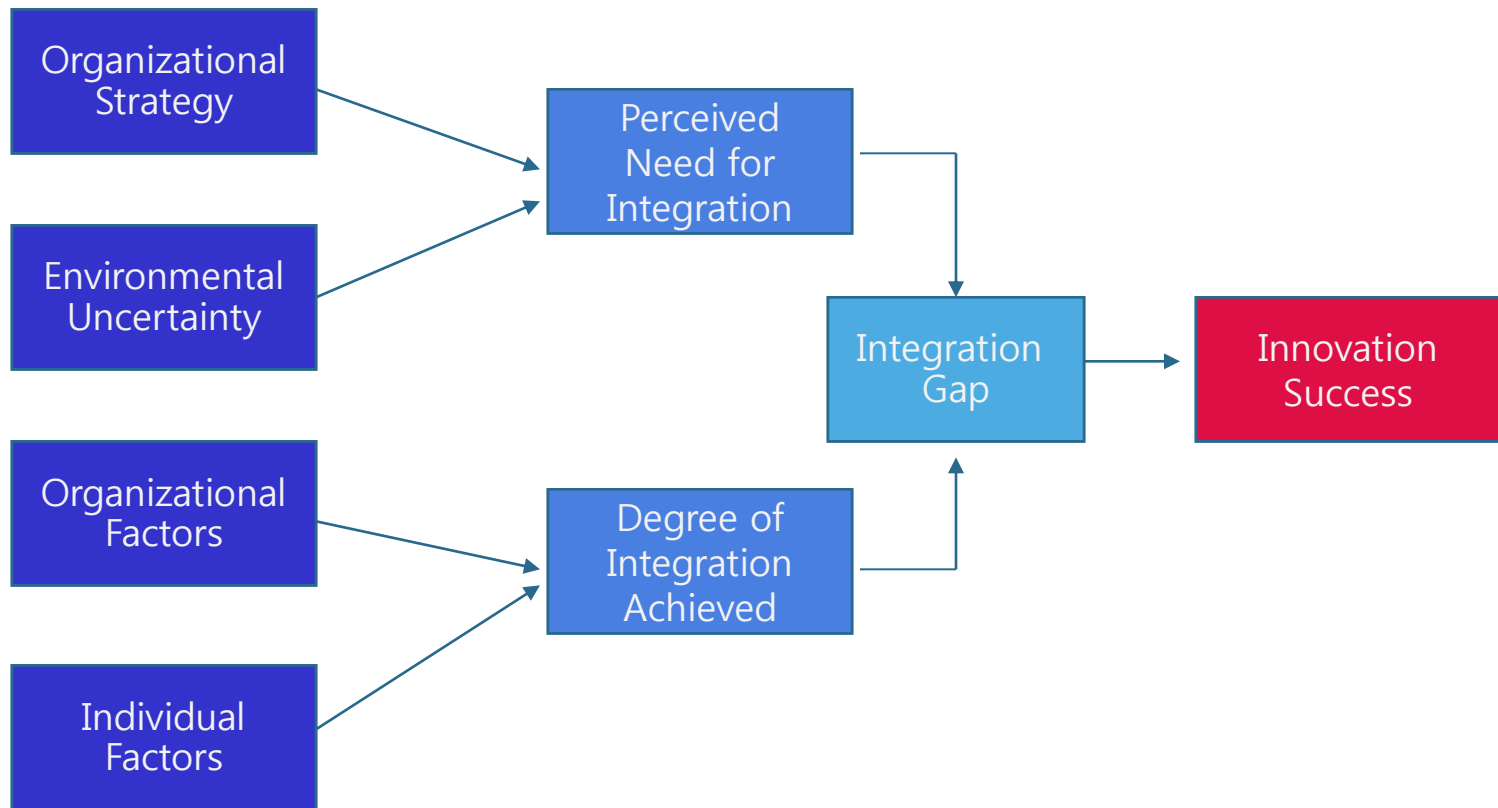 Organizational
Strategy
Perceived
Need for
Integration
Environmental
Uncertainty
Integration
Gap
Innovation
Success
Organizational
Factors
Degree of
Integration
Achieved
Individual
Factors